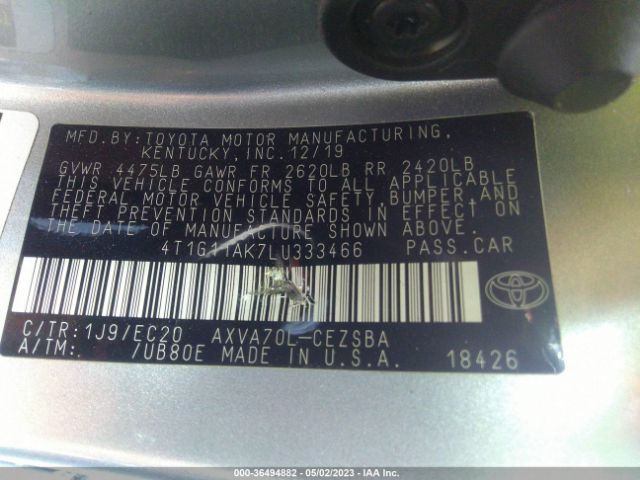 MFD. BY: TOYOTA MOTOR MANUFACTURING,
KENTUCKY, INC. 12/19
GVWR 4475LB GAWR FR 2620LB RR 2420LB
THIS VEHICLE CONFORMS TO ALL APPLICABLE
FEDERAL MOTOR VEHICLE SAFETY, BUMPER, AND
THEFT PREVENTION STANDARDS IN EFFECT ON
THE DATE OF MANUFACTURE SHOWN ABOVE.
4T1G11AK7LU333466 PASS. CAR
C/TR: 1J9/EC20 AXVA70L-CEZSBA
A/TM: /UB80E MADE IN U.S.A.
18426
TOYOTA
000-36494882 - 05/02/2023 - IAA Inc.